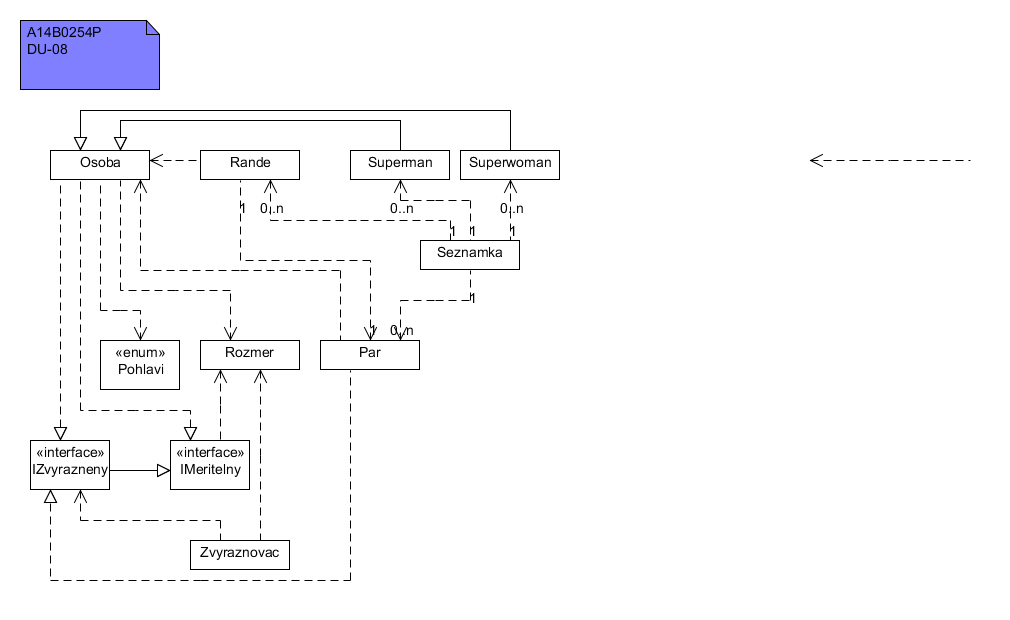 A14B0254P
DU-08
Osoba
Rande
Superman
Superwoman
1
0..n
0..n
0..n
1
1
1
Seznamka
1
1
0..n
«enum»
Pohlavi
Rozmer
Par
«interface»
IZvyrazneny
«interface»
IMeritelny
Zvyraznovac